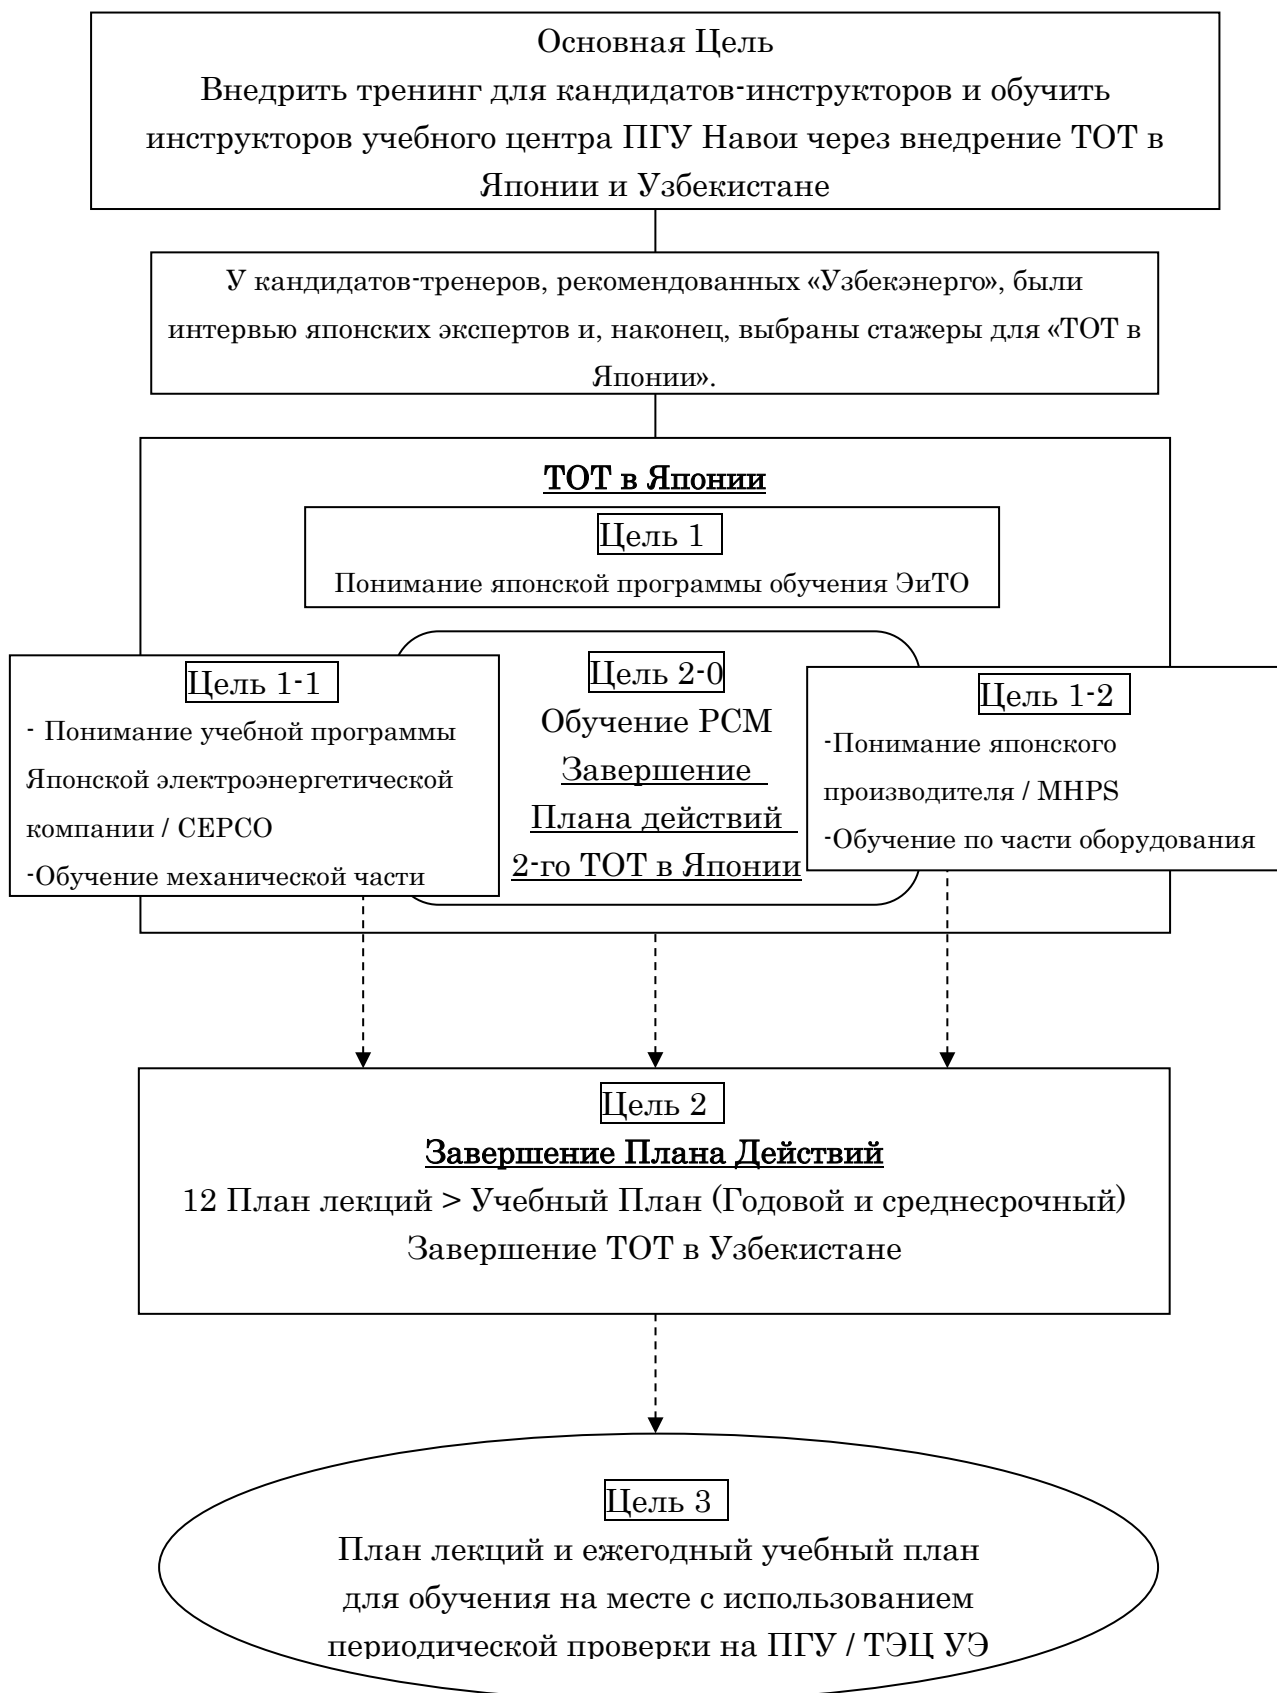 Основная Цель
Внедрить тренинг для кандидатов-инструкторов и обучить
инструкторов учебного центра ПГУ Навои через внедрение ТОТ в
Японии и Узбекистане
У кандидатов-тренеров, рекомендованных «Узбекэнерго», были
интервью японских экспертов и, наконец, выбраны стажеры для «ТОТ в
Японии».
ТОТ в Японии
Цель 1
Понимание японской программы обучения ЭиТО
Цель 1-1
- Понимание учебной программы
Японской электроэнергетической
компании / CEPCO
-Обучение механической части
Цель 2-0
Обучение PCM
Завершение
Плана действий
2-го ТОТ в Японии
Цель 1-2
-Понимание японского
производителя / MHPS
-Обучение по части оборудования
Цель 2
Завершение Плана Действий
12 План лекций > Учебный План (Годовой и среднесрочный)
Завершение ТОТ в Узбекистане
Цель 3
План лекций и ежегодный учебный план
для обучения на месте с использованием
периодической проверки на ПГУ / ТЭЦ УЭ